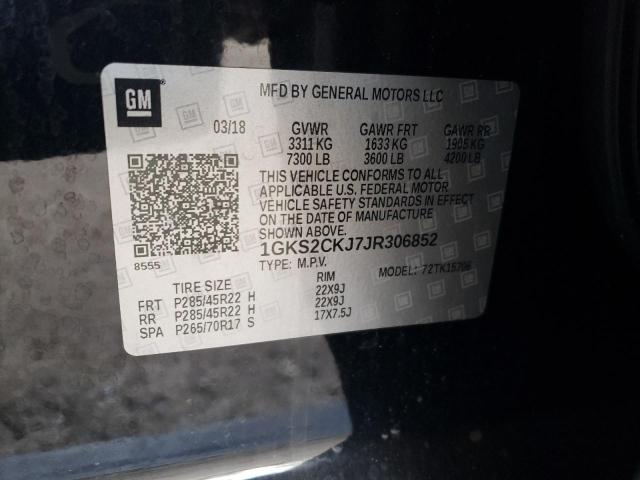 GM
MFD BY GENERAL MOTORS LLC
03/18 GVWR GAWR FRT GAWR RR
3311 KG 1633 KG 1905 KG
7300 LB 3600 LB 4200 LB
THIS VEHICLE CONFORMS TO ALL
APPLICABLE U.S. FEDERAL MOTOR
VEHICLE SAFETY STANDARDS IN EFFECT
ON THE DATE OF MANUFACTURE
SHOWN ABOVE.
1GKS2CKJ7JR306852
8555
TYPE: M.P.V. MODEL: 72TK15706
TIRE SIZE RIM
FRT P285/45R22 H 22X9J
RR P285/45R22 H 22X9J
SPA P265/70R17 S 17X7.5J